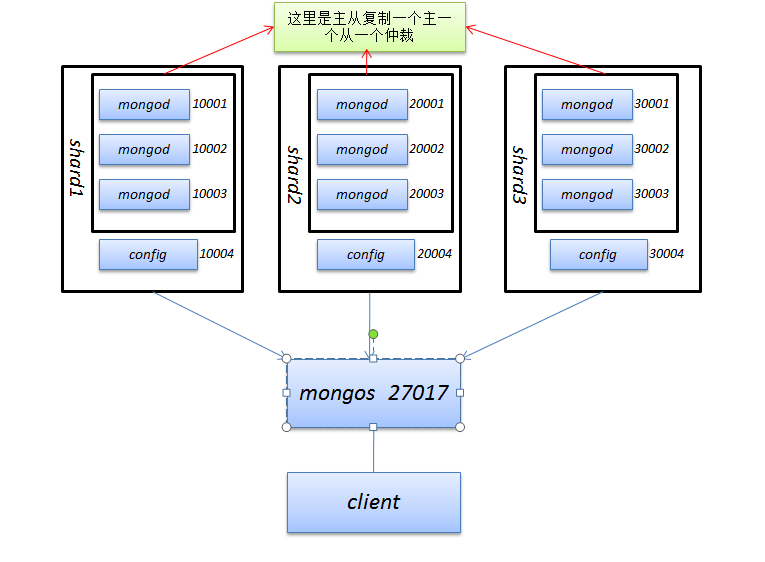 这里是主从复制一个主一
个从一个仲裁
shard1
mongod 10001
mongod 10002
mongod 10003
config 10004
shard2
mongod 20001
mongod 20002
mongod 20003
config 20004
shard3
mongod 30001
mongod 30002
mongod 30003
config 30004
mongos 27017
client